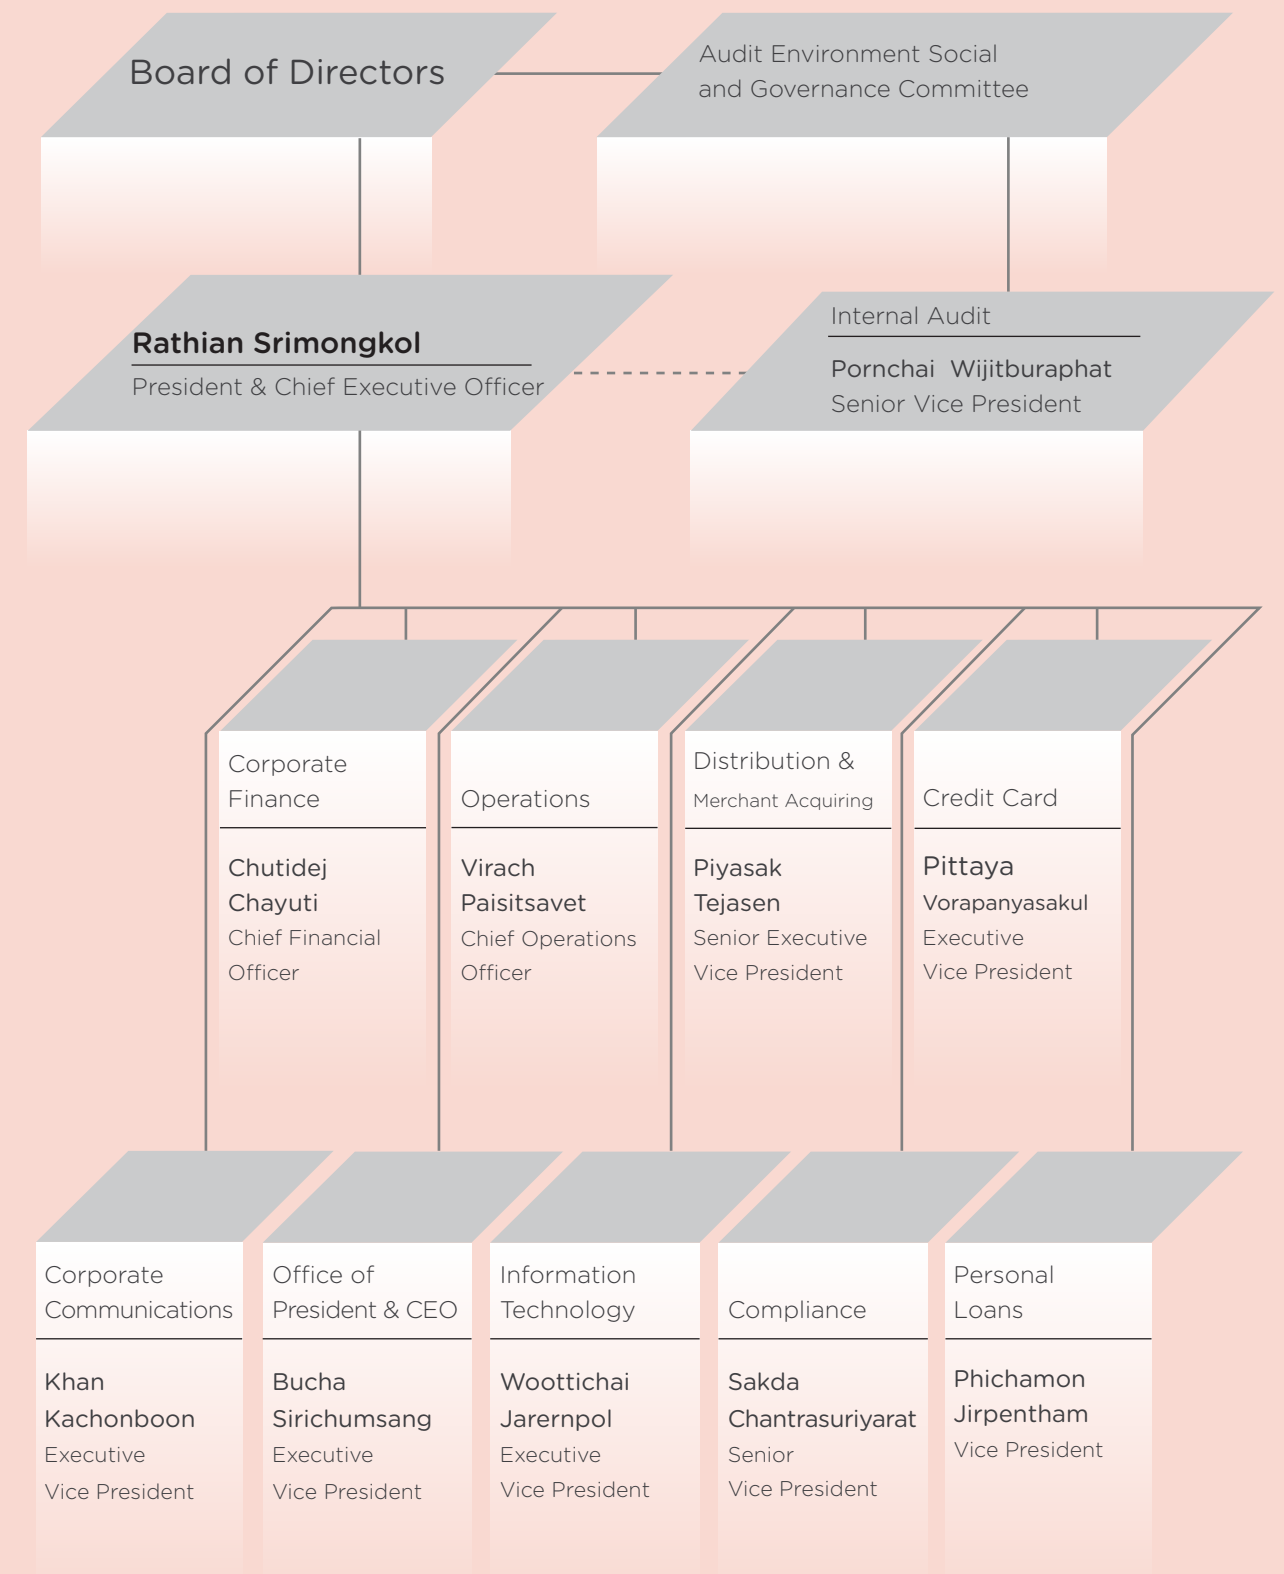 Board of Directors
Audit Environment Social
and Governance Committee
Rathian Srimongkol
President & Chief Executive Officer
Internal Audit
Pornchai Wijitburaphat
Senior Vice President
Corporate
Finance
Chutidej
Chayuti
Chief Financial
Officer
Operations
Virach
Paisitsavet
Chief Operations
Officer
Distribution &
Merchant Acquiring
Piyasak
Tejasen
Senior Executive
Vice President
Credit Card
Pittaya
Vorapanyasakul
Executive
Vice President
Corporate
Communications
Khan
Kachonboon
Executive
Vice President
Office of
President & CEO
Bucha
Sirichumsang
Executive
Vice President
Information
Technology
Woottichai
Jarernpol
Executive
Vice President
Compliance
Sakda
Chantrasuriyarat
Senior
Vice President
Personal
Loans
Phichamon
Jirpentham
Vice President